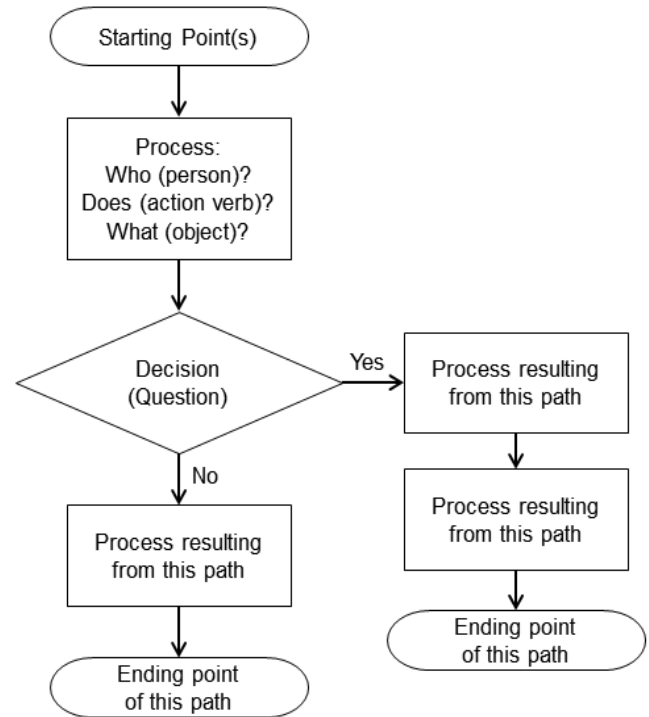 Starting Point(s)
Process:
Who (person)?
Does (action verb)?
What (object)?
Decision
(Question)
Yes
Process resulting
from this path
Process resulting
from this path
Ending point
of this path
No
Process resulting
from this path
Ending point
of this path